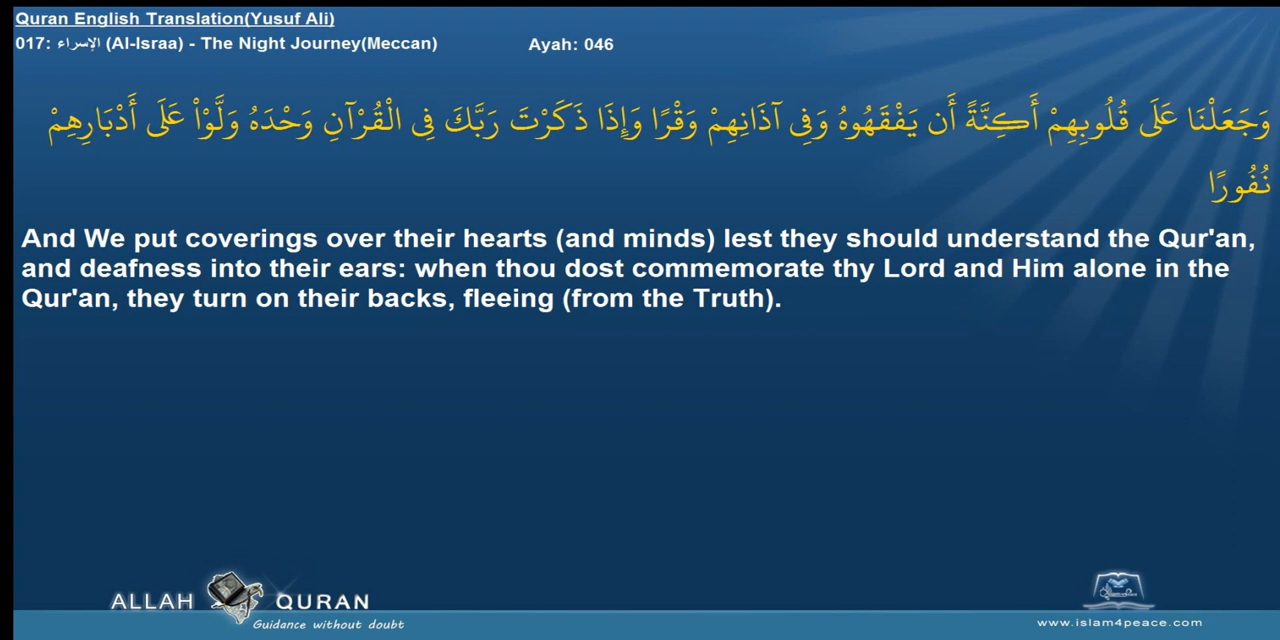 Quran English Translation(Yusuf Ali)
017: الإسراء (Al-Israa) - The Night Journey(Meccan) Ayah: 046
وَجَعَلْنَا عَلَى قُلُوبِهِمْ أَكِنَّةً أَن يَفْقَهُوهُ وَفِي آذَانِهِمْ وَقْرًا وَإِذَا ذَكَرْتَ رَبَّكَ فِي الْقُرْآنِ وَحْدَهُ وَلَّوْاْ عَلَى أَدْبَارِهِمْ
نُفُورًا
And We put coverings over their hearts (and minds) lest they should understand the Qur'an,
and deafness into their ears: when thou dost commemorate thy Lord and Him alone in the
Qur'an, they turn on their backs, fleeing (from the Truth).
ALLAH QURAN
Guidance without doubt
www.islam4peace.com